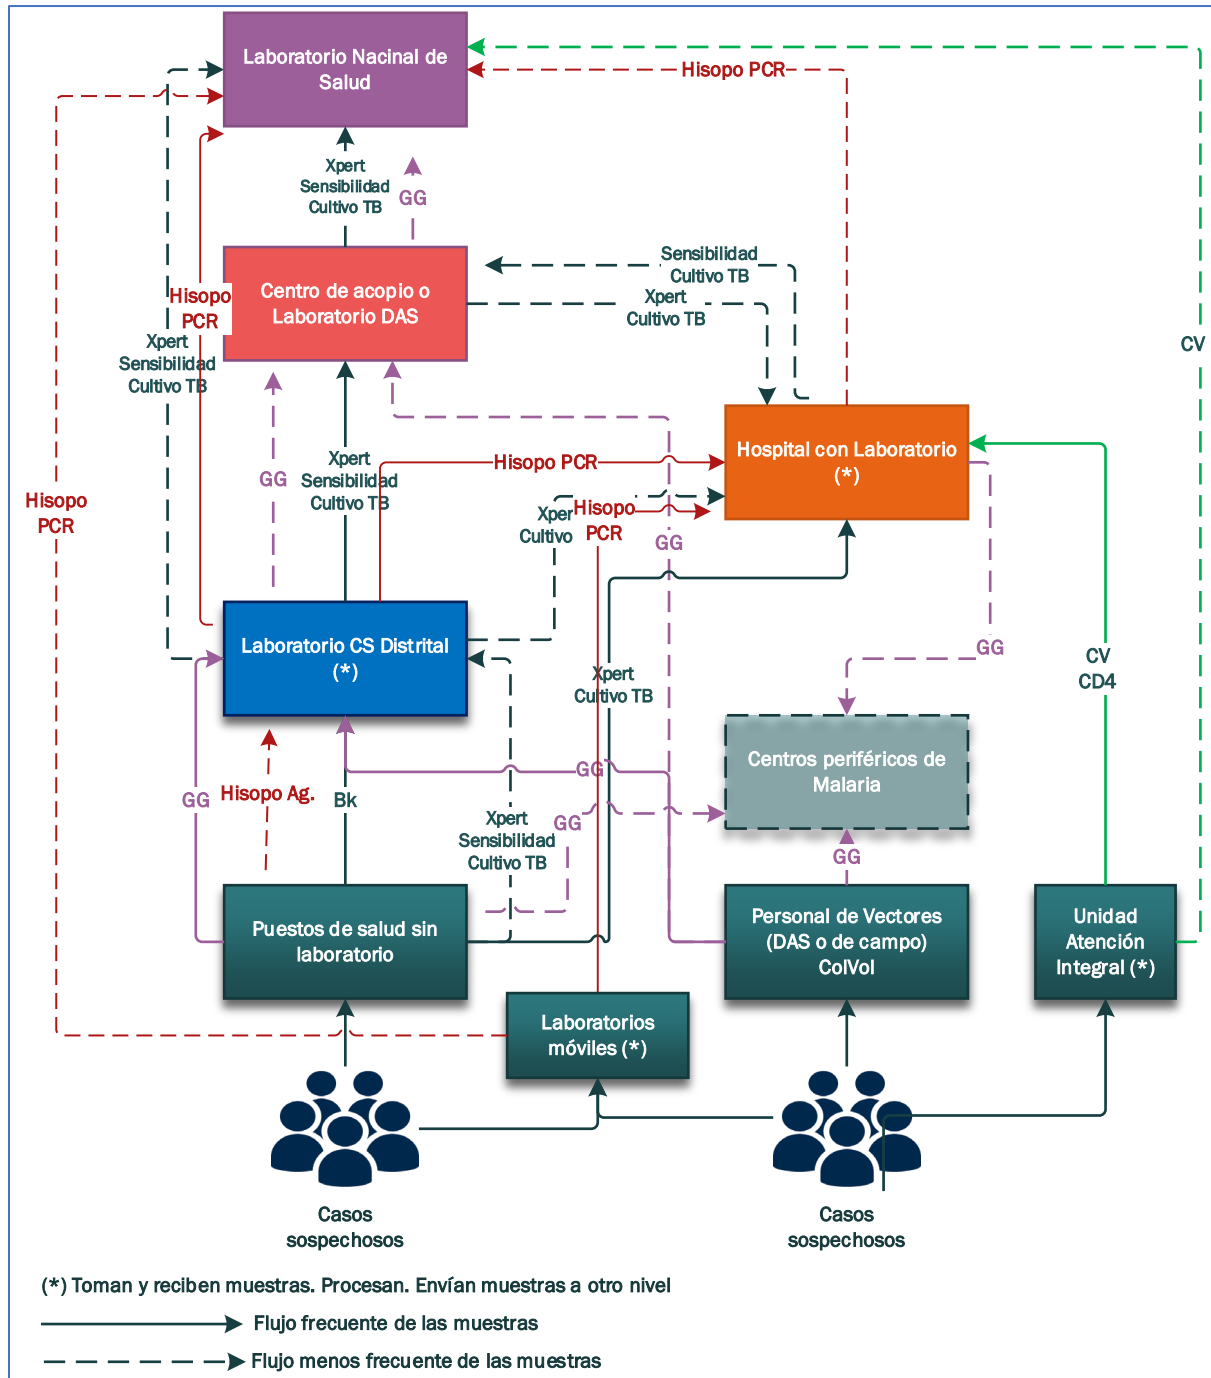 Laboratorio Nacinal de
Salud
Hisopo PCR
Xpert
Sensibilidad
Cultivo TB
GG
Centro de acopio o
Laboratorio DAS
Sensibilidad
Cultivo TB
Xpert
Cultivo TB
Hisopo
PCR
Xpert
Sensibilidad
Cultivo TB
CV
Hospital con Laboratorio
(*)
Xpert
Sensibilidad
Cultivo TB
GG
Hisopo PCR
Hisopo
PCR
Xper
Cultivo
Hisopo
PCR
GG
Laboratorio CS Distrital
(*)
GG
CV
CD4
Xpert
Cultivo TB
Centros periféricos de
Malaria
GG
GG
Hisopo Ag.
Bk
GG
Xpert
Sensibilidad
Cultivo TB
GG
Puestos de salud sin
laboratorio
Personal de Vectores
(DAS o de campo)
ColVol
Unidad
Atención
Integral (*)
Laboratorios
móviles (*)
Casos
sospechosos
Casos
sospechosos
(*) Toman y reciben muestras. Procesan. Envían muestras a otro nivel
Flujo frecuente de las muestras
Flujo menos frecuente de las muestras